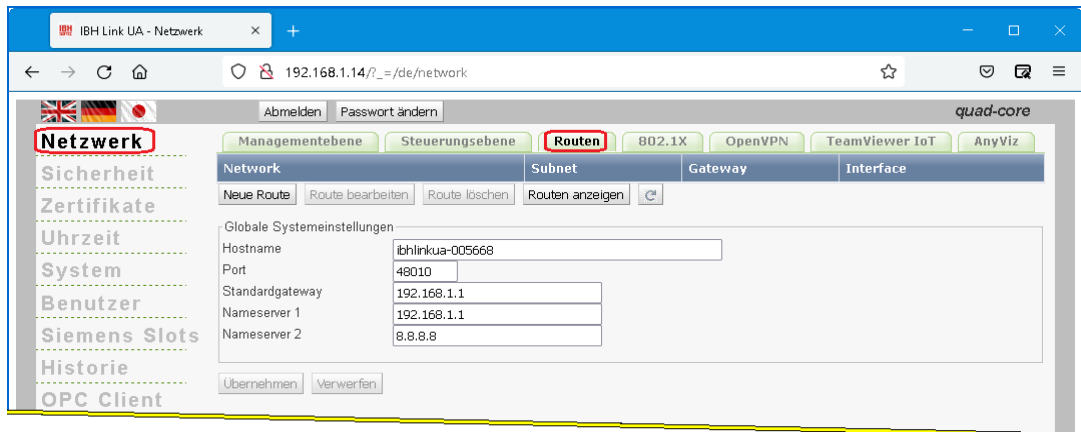 IBH Link UA - Netzwerk
192.168.1.14/?_=/de/network
Abmelden Passwort ändern quad-core
Netzwerk
Sicherheit
Zertifikate
Uhrzeit
System
Benutzer
Siemens Slots
Historie
OPC Client
Managementebene Steuerungsebene Routen 802.1X OpenVPN TeamViewer IoT AnyViz
Network Subnet Gateway Interface
Neue Route Route bearbeiten Route löschen Routen anzeigen
Globale Systemeinstellungen
Hostname ibhlinkua-005668
Port 48010
Standardgateway 192.168.1.1
Nameserver 1 192.168.1.1
Nameserver 2 8.8.8.8
Übernehmen Verwerfen